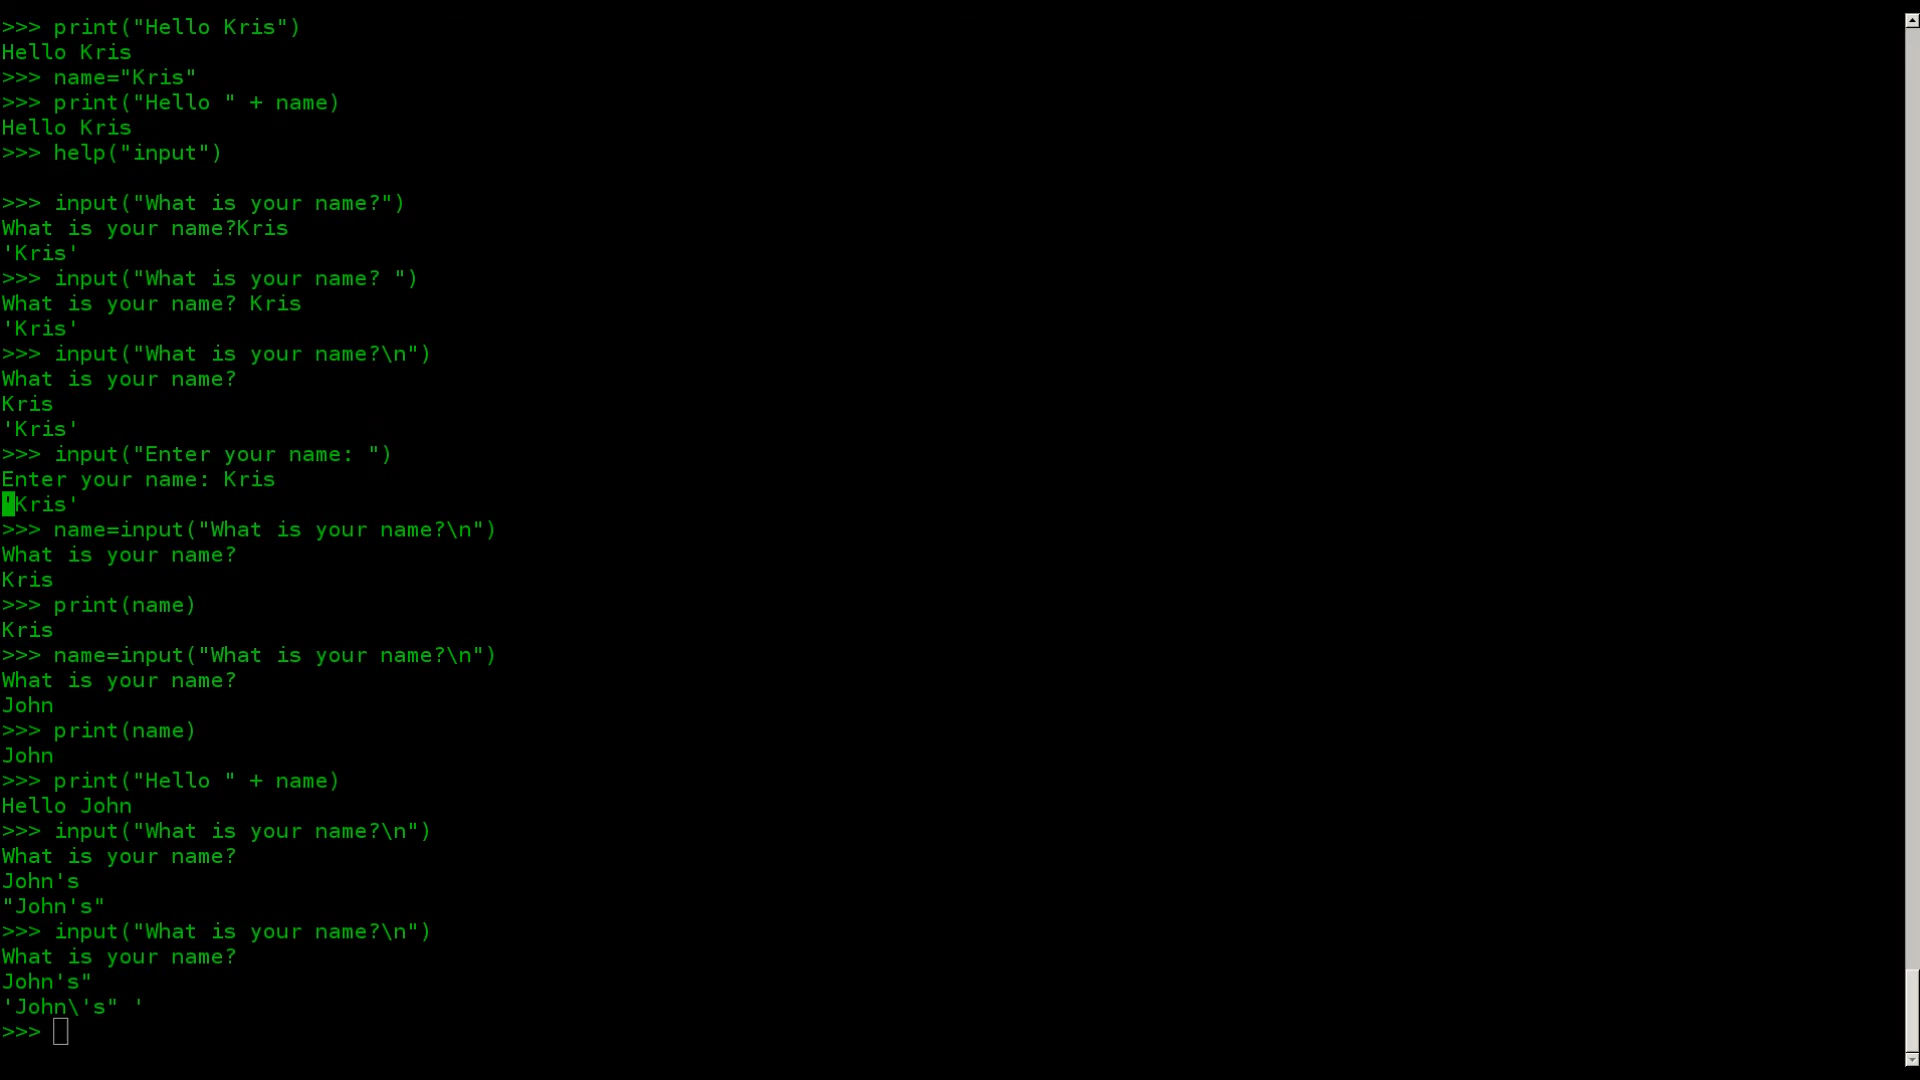 >>> print("Hello Kris")
Hello Kris
>>> name="Kris"
>>> print("Hello " + name)
Hello Kris
>>> help("input")
>>> input("What is your name?")
What is your name?Kris
'Kris'
>>> input("What is your name? ")
What is your name? Kris
'Kris'
>>> input("What is your name?\n")
What is your name?
Kris
'Kris'
>>> input("Enter your name: ")
Enter your name: Kris
'Kris'
>>> name=input("What is your name?\n")
What is your name?
Kris
>>> print(name)
Kris
>>> name=input("What is your name?\n")
What is your name?
John
>>> print(name)
John
>>> print("Hello " + name)
Hello John
>>> input("What is your name?\n")
What is your name?
John's
"John's"
>>> input("What is your name?\n")
What is your name?
John's"
'John\'s" '
>>>